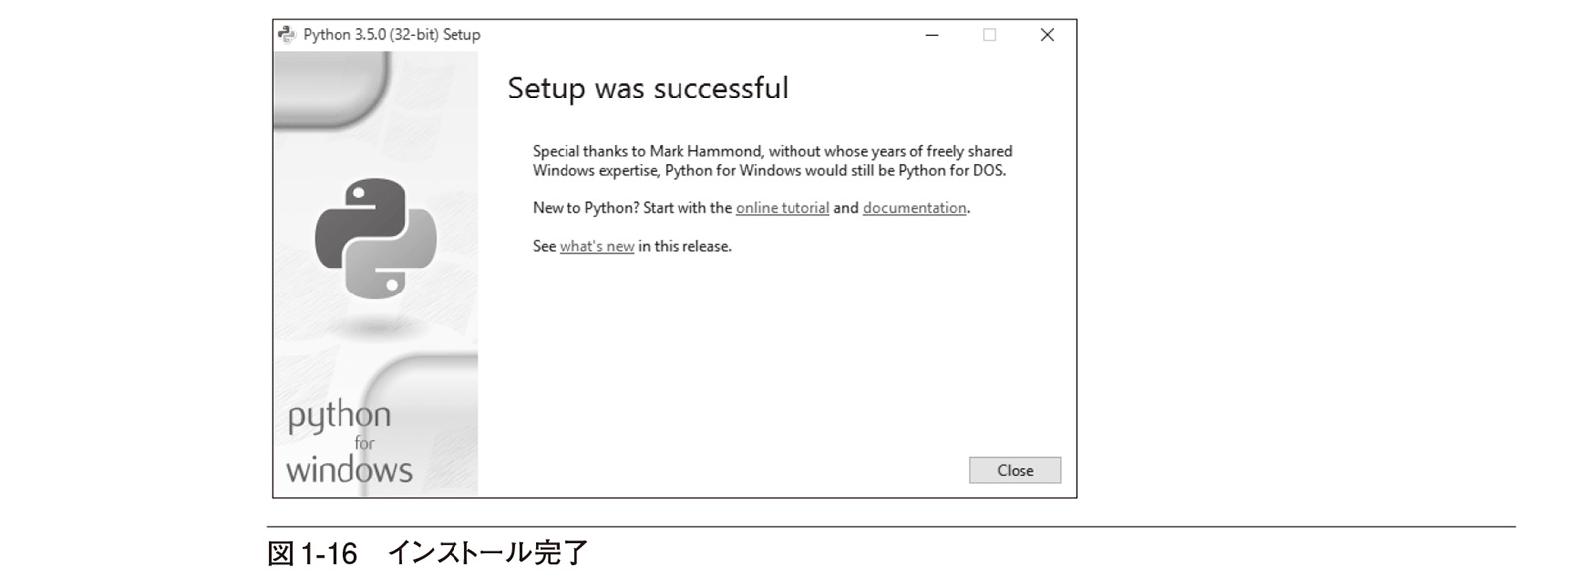 Python 3.5.0 (32-bit) Setup
Setup was successful
Special thanks to Mark Hammond, without whose years of freely shared
Windows expertise, Python for Windows would still be Python for DOS.
New to Python? Start with the online tutorial and documentation.
See what's new in this release.
python
for
windows
Close
図1-16 インストール完了